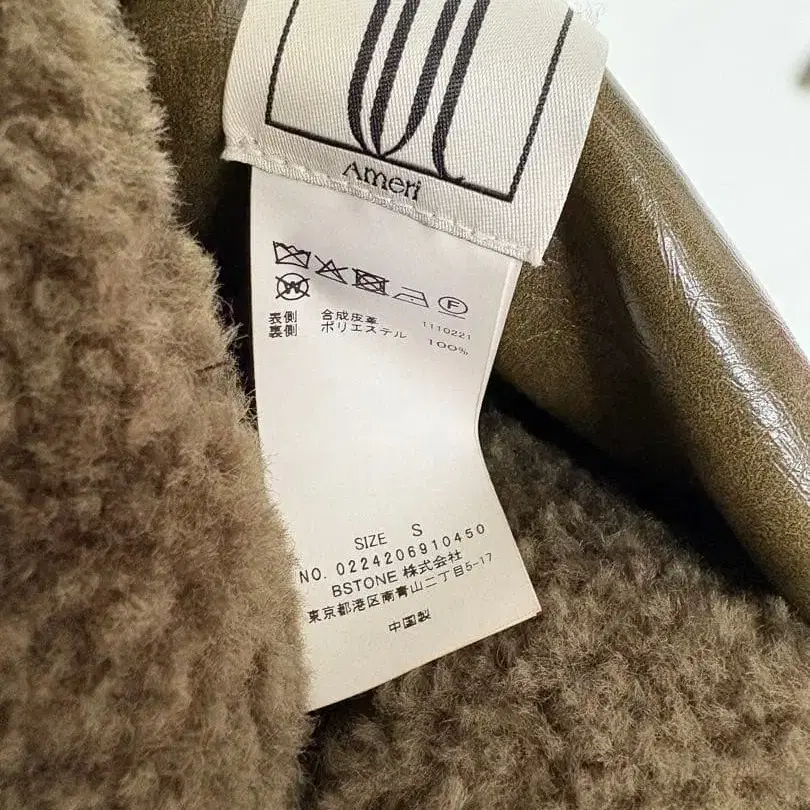 Ameri
W
F
表側 合成皮革 1110221
裏側 ポリエステル 100%
SIZE S
NO. 0224206910450
BSTONE 株式会社
東京都港区南青山二丁目5-17
中国製